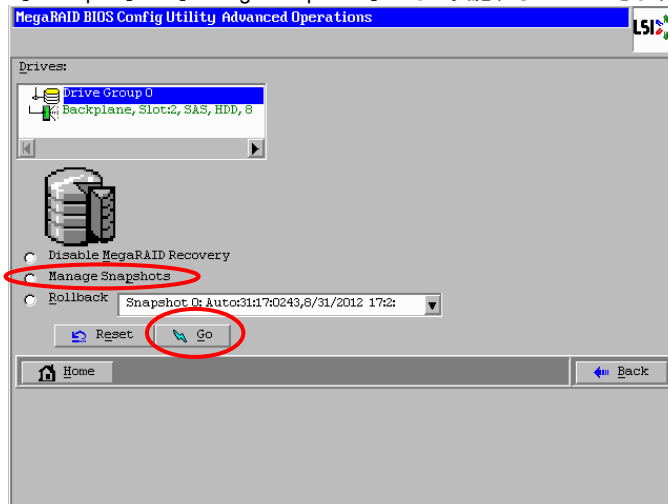 MegaRAID BIOS Config Utility Advanced Operations
LSI
Drives:
Drive Group 0
Backplane, Slot:2, SAS, HDD, 8
Disable MegaRAID Recovery
Manage Snapshots
Rollback Snapshot 0: Auto:31:17:0243,8/31/2012 17:2:
Reset Go
Home Back